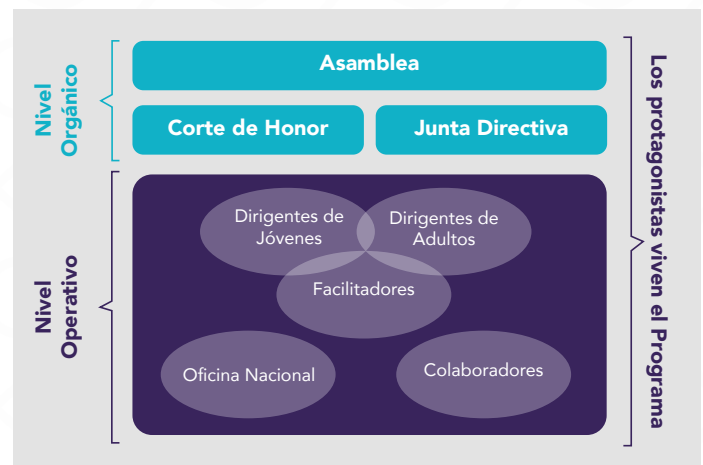 Nivel
Orgánico
Asamblea
Corte de Honor
Junta Directiva
Nivel
Operativo
Dirigentes de
Jóvenes
Dirigentes de
Adultos
Facilitadores
Oficina Nacional
Colaboradores
Los protagonistas viven el Programa